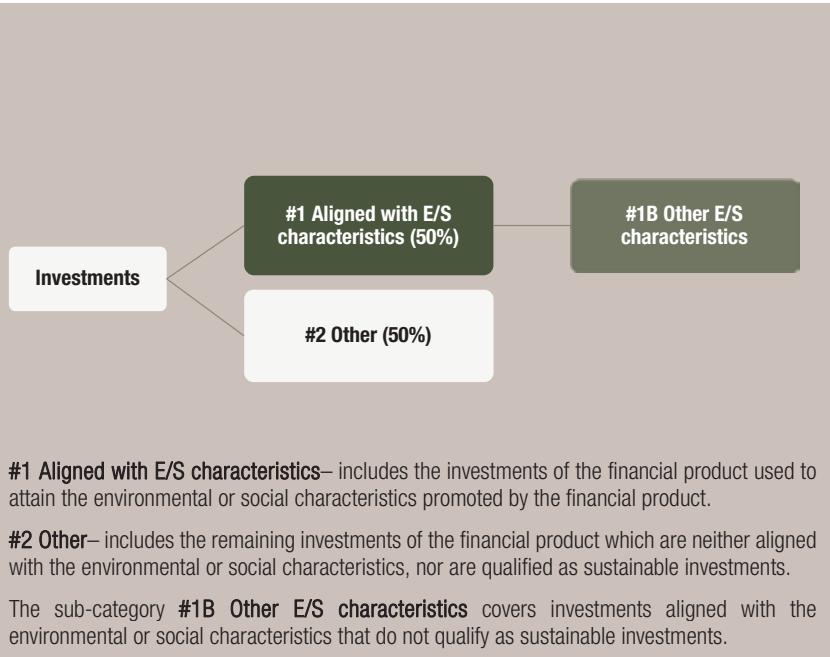 #1 Aligned with E/S
characteristics (50%)
#1B Other E/S
characteristics
Investments
#2 Other (50%)
#1 Aligned with E/S characteristics– includes the investments of the financial product used to
attain the environmental or social characteristics promoted by the financial product.
#2 Other– includes the remaining investments of the financial product which are neither aligned
with the environmental or social characteristics, nor are qualified as sustainable investments.
The sub-category #1B Other E/S characteristics covers investments aligned with the
environmental or social characteristics that do not qualify as sustainable investments.